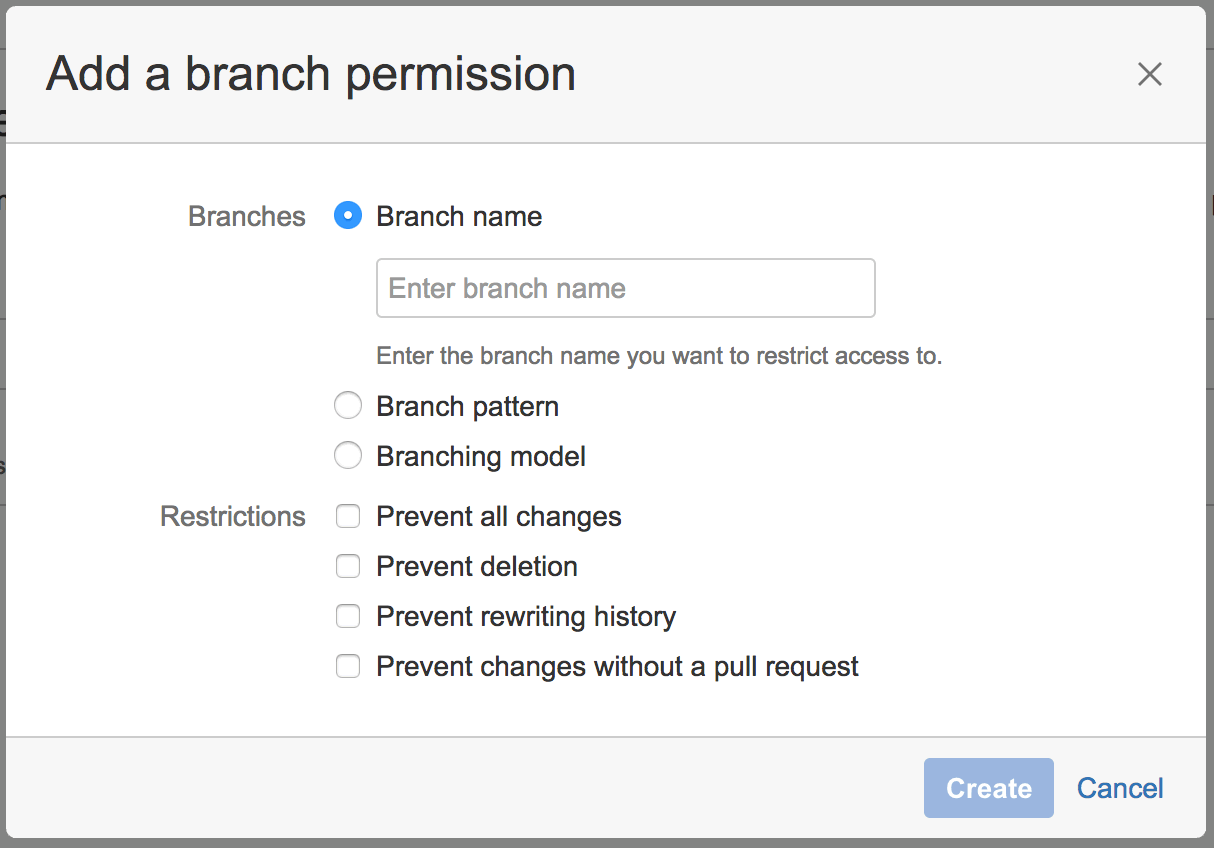 Add a branch permission
Branches
Branch name
Enter branch name
Enter the branch name you want to restrict access to.
Branch pattern
Branching model
Restrictions
Prevent all changes
Prevent deletion
Prevent rewriting history
Prevent changes without a pull request
Create
Cancel